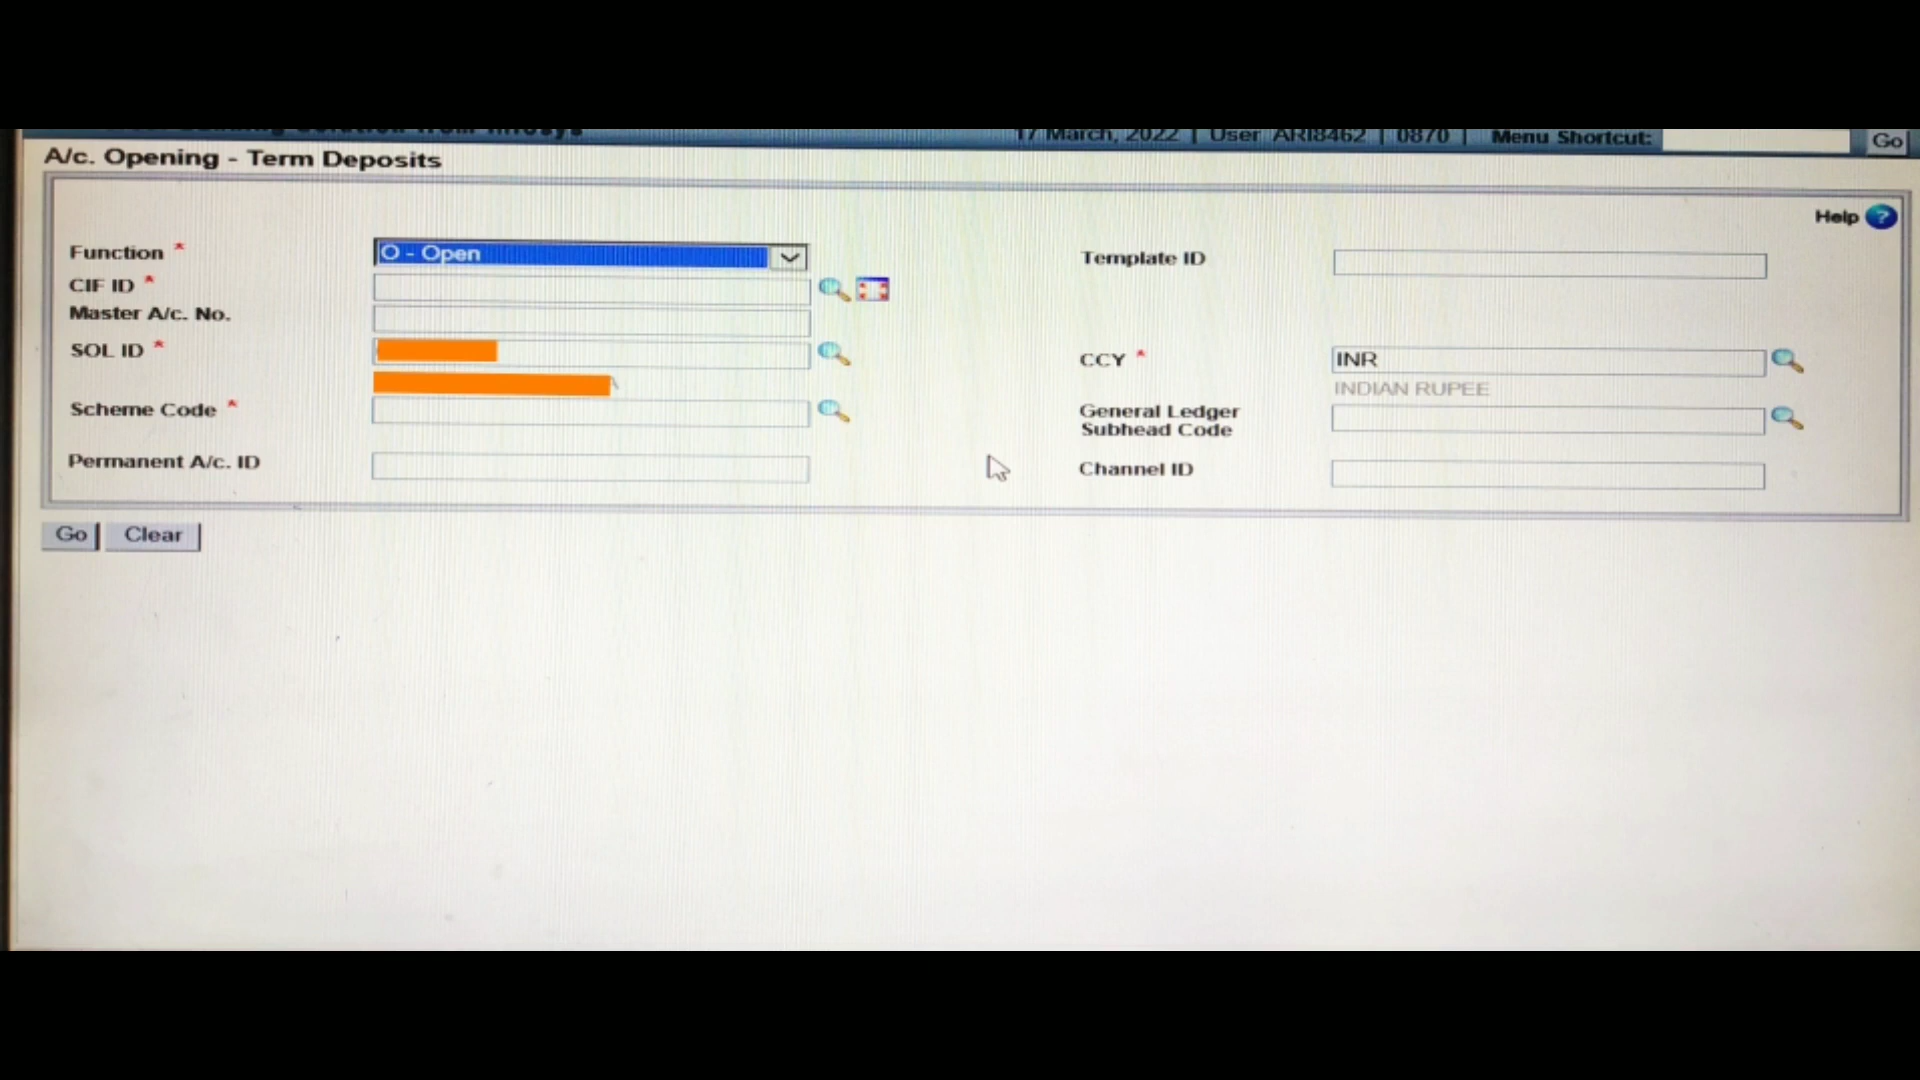 17 March, 2022 | User ARI8462 | 0870 | Menu Shortcut: Go
A/c. Opening - Term Deposits
Help ?
Function * O - Open Template ID
CIF ID *
Master A/c. No.
SOL ID * CCY * INR
INDIAN RUPEE
Scheme Code * General Ledger
Subhead Code
Permanent A/c. ID Channel ID
Go Clear